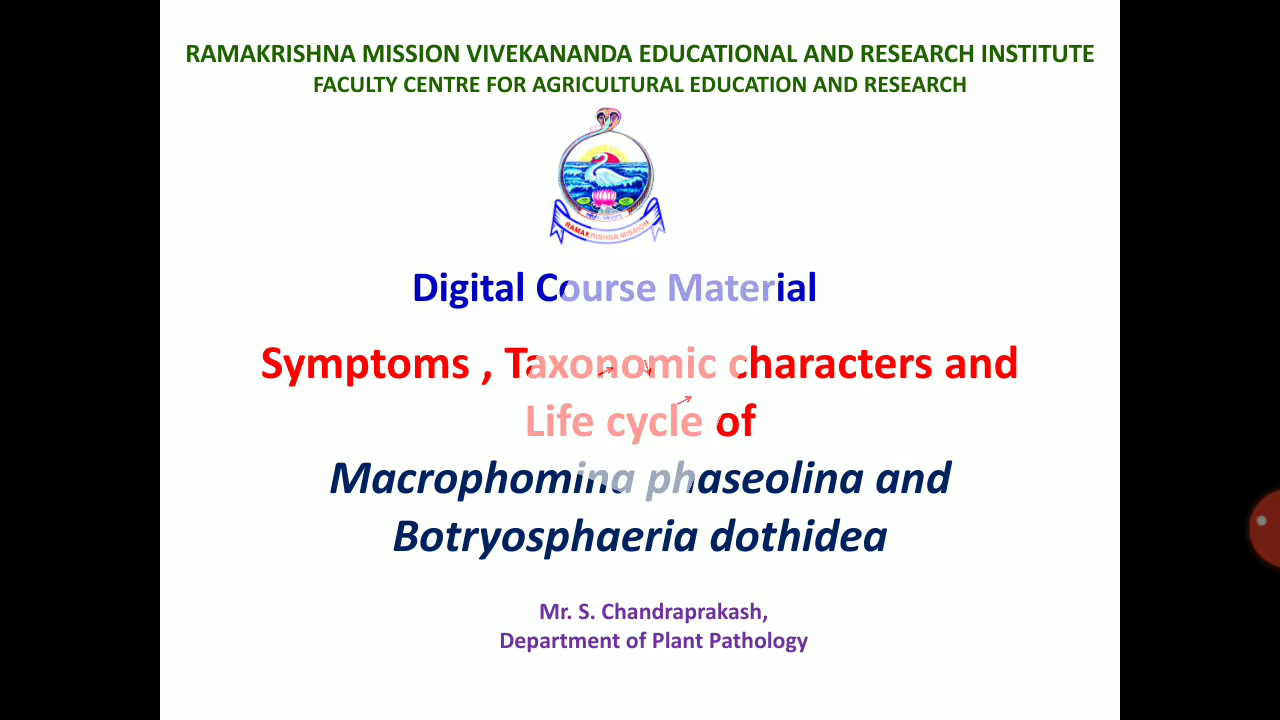 RAMAKRISHNA MISSION VIVEKANANDA EDUCATIONAL AND RESEARCH INSTITUTE
FACULTY CENTRE FOR AGRICULTURAL EDUCATION AND RESEARCH
RAMAKRISHNA MISSION
Digital Course Material
Symptoms , Taxonomic characters and
Life cycle of
Macrophomina phaseolina and
Botryosphaeria dothidea
Mr. S. Chandraprakash,
Department of Plant Pathology